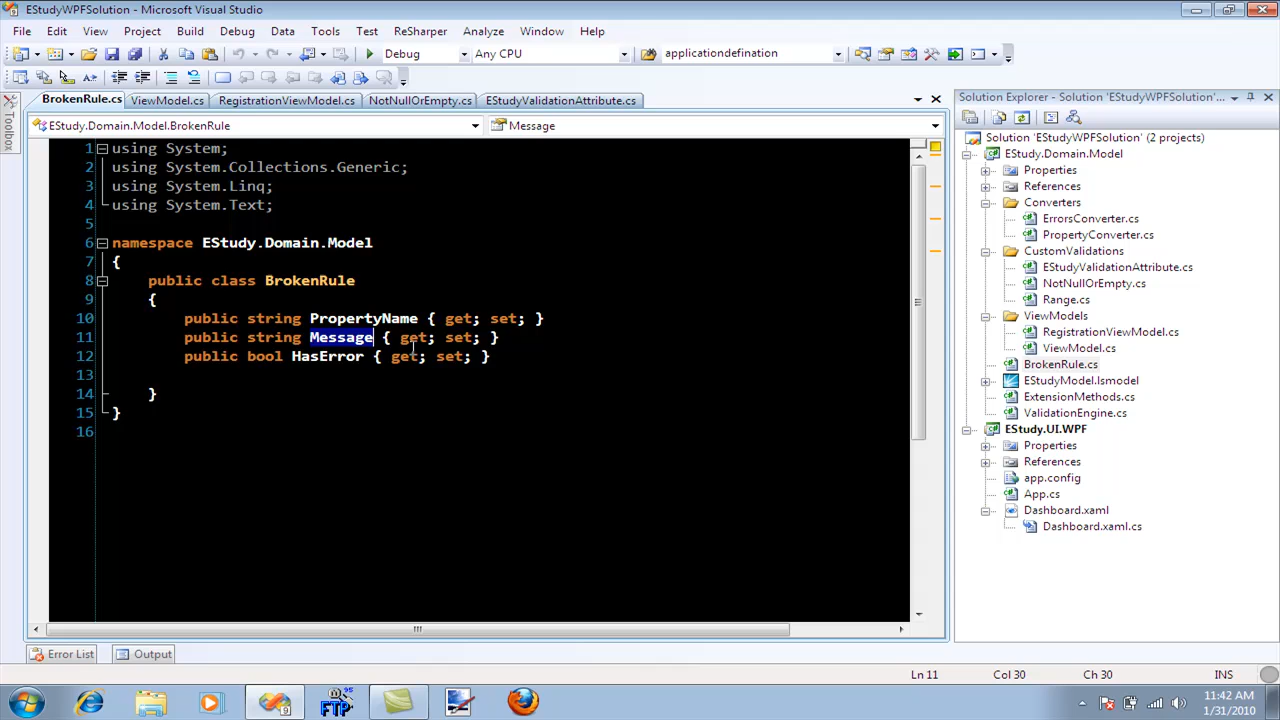 EStudyWPFSolution - Microsoft Visual Studio
File Edit View Project Build Debug Data Tools Test ReSharper Analyze Window Help
Debug Any CPU applicationdefination
BrokenRule.cs ViewModel.cs RegistrationViewModel.cs NotNullOrEmpty.cs EStudyValidationAttribute.cs
EStudy.Domain.Model.BrokenRule Message
Toolbox
1 using System;
2 using System.Collections.Generic;
3 using System.Linq;
4 using System.Text;
5
6 namespace EStudy.Domain.Model
7 {
8 public class BrokenRule
9 {
10 public string PropertyName { get; set; }
11 public string Message { get; set; }
12 public bool HasError { get; set; }
13
14 }
15 }
16
Solution Explorer - Solution 'EStudyWPFSolution'...
Solution 'EStudyWPFSolution' (2 projects)
EStudy.Domain.Model
Properties
References
Converters
ErrorsConverter.cs
PropertyConverter.cs
CustomValidations
EStudyValidationAttribute.cs
NotNullOrEmpty.cs
Range.cs
ViewModels
RegistrationViewModel.cs
ViewModel.cs
BrokenRule.cs
EStudyModel.lsmodel
ExtensionMethods.cs
ValidationEngine.cs
EStudy.UI.WPF
Properties
References
app.config
App.cs
Dashboard.xaml
Dashboard.xaml.cs
Error List Output
Ln 11 Col 30 Ch 30 INS
9 FTP
11:42 AM
1/31/2010